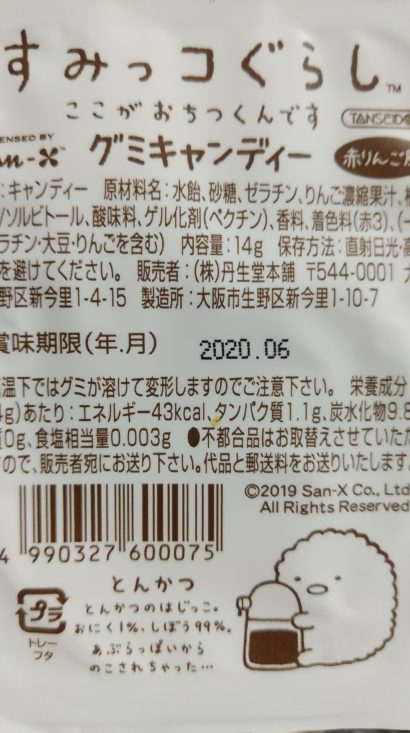 すみっコぐらし™
ここがおちつくんです
TANSEIDO
ENSED BY
an-X™ グミキャンディー 赤りんご
:キャンディー 原材料名:水飴、砂糖、ゼラチン、りんご濃縮果汁、
/ソルビトール、酸味料、ゲル化剤(ペクチン)、香料、着色料(赤3)、(一
ラチン・大豆・りんごを含む) 内容量:14g 保存方法:直射日光・
を避けてください。 販売者:(株)丹生堂本舗 〒544-0001
野区新今里1-4-15 製造所:大阪市生野区新今里1-10-7
賞味期限(年.月) 2020.06
温下ではグミが溶けて変形しますのでご注意下さい。 栄養成分
4g)あたり:エネルギー43kcal、タンパク質1.1g、炭水化物9.8
0g、食塩相当量0.003g ●不都合品はお取替えさせていただ
すので、販売者宛にお送り下さい。代品と郵送料をお送りいたします。
©2019 San-X Co., Ltd
All Rights Reserved
4 990327 600075
とんかつ
とんかつのはじっこ。
おにく1%、しぼう99%。
あぶらっぽいから
のこされちゃった…
プラ
トレー
フタ